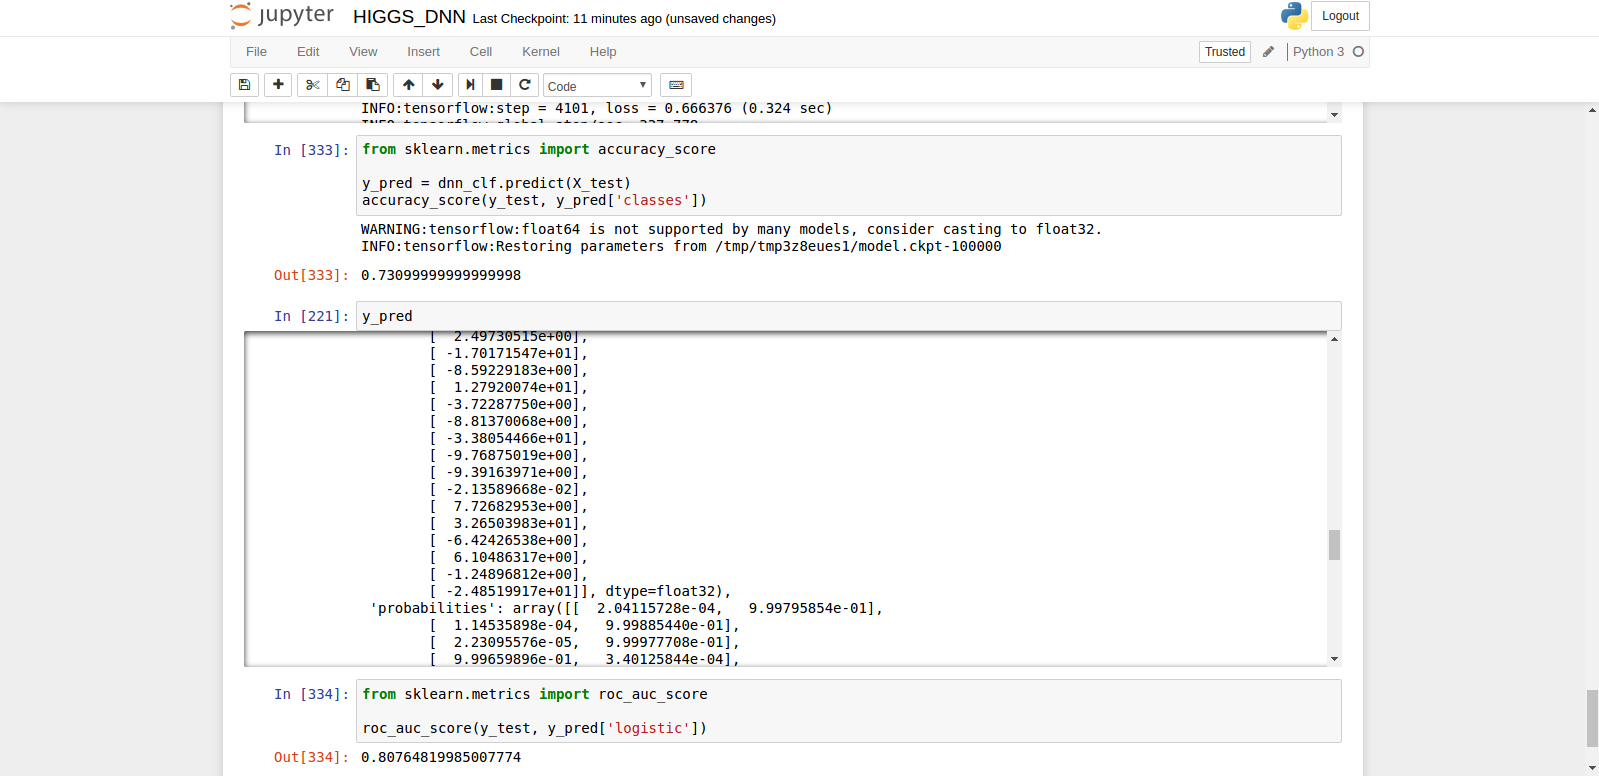 jupyter HIGGS_DNN Last Checkpoint: 11 minutes ago (unsaved changes)
Logout
File Edit View Insert Cell Kernel Help
Trusted Python 3
Code
INFO:tensorflow:step = 4101, loss = 0.666376 (0.324 sec)
In [333]: from sklearn.metrics import accuracy_score
y_pred = dnn_clf.predict(X_test)
accuracy_score(y_test, y_pred['classes'])
WARNING:tensorflow:float64 is not supported by many models, consider casting to float32.
INFO:tensorflow:Restoring parameters from /tmp/tmp3z8eues1/model.ckpt-100000
Out[333]: 0.73099999999999998
In [221]: y_pred
[ 2.49730515e+00],
[ -1.70171547e+01],
[ -8.59229183e+00],
[ 1.27920074e+01],
[ -3.72287750e+00],
[ -8.81370068e+00],
[ -3.38054466e+01],
[ -9.76875019e+00],
[ -9.39163971e+00],
[ -2.13589668e-02],
[ 7.72682953e+00],
[ 3.26503983e+01],
[ -6.42426538e+00],
[ 6.10486317e+00],
[ -1.24896812e+00],
[ -2.48519917e+01]], dtype=float32),
'probabilities': array([[ 2.04115728e-04, 9.99795854e-01],
[ 1.14535898e-04, 9.99885440e-01],
[ 2.23095576e-05, 9.99977708e-01],
[ 9.99659896e-01, 3.40125844e-04],
In [334]: from sklearn.metrics import roc_auc_score
roc_auc_score(y_test, y_pred['logistic'])
Out[334]: 0.80764819985007774